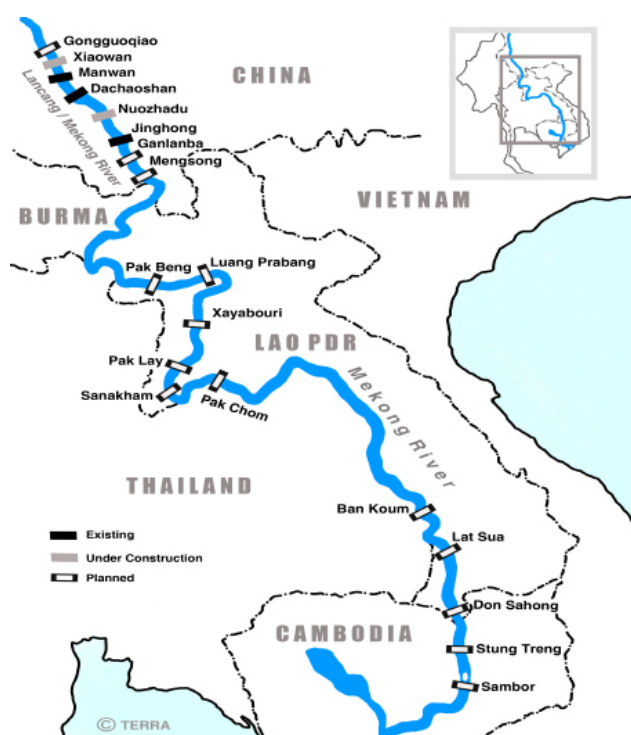 Gongguoqiao
Xiaowan
Manwan
Dachaoshan
Nuozhadu
Jinghong
Ganlanba
Mengsong
Lancang / Mekong River
CHINA
BURMA
VIETNAM
Pak Beng
Luang Prabang
Xayabouri
LAO PDR
Pak Lay
Sanakham
Pak Chom
Mekong River
THAILAND
Ban Koum
Lat Sua
Existing
Under Construction
Planned
Don Sahong
CAMBODIA
Stung Treng
Sambor
© TERRA